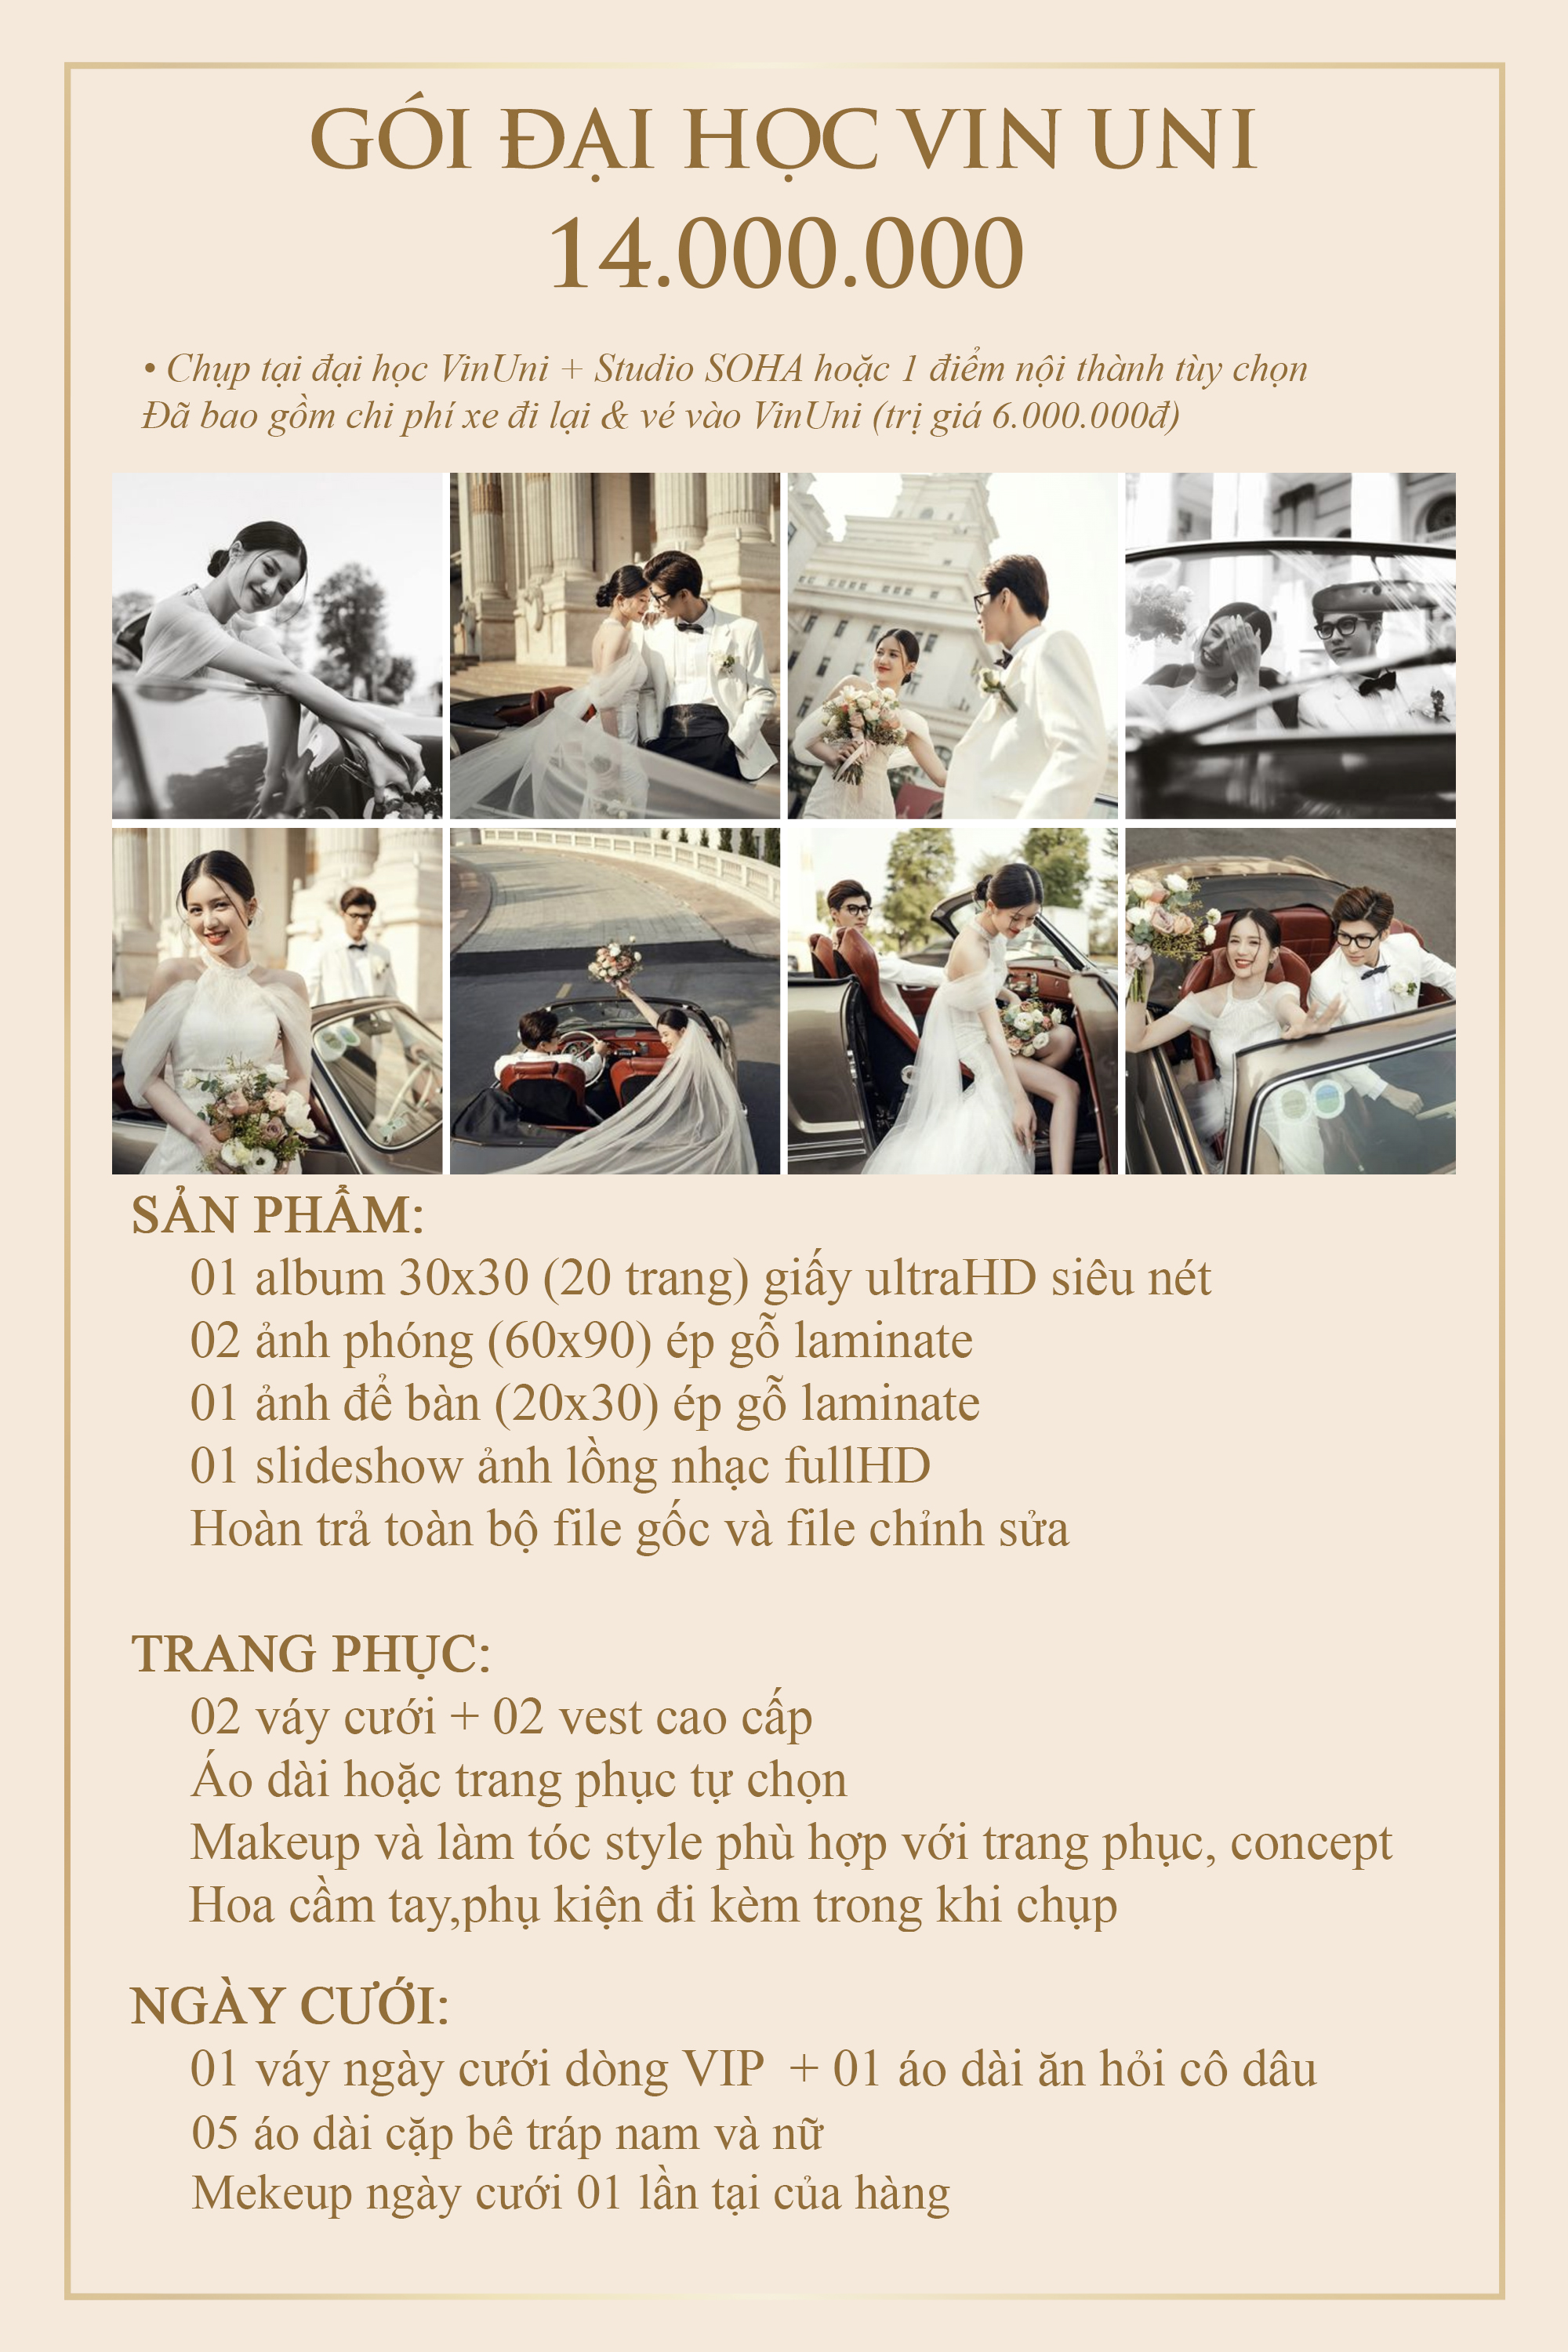 GÓI ĐẠI HỌC VIN UNI
14.000.000
• Chụp tại đại học VinUni + Studio SOHA hoặc 1 điểm nội thành tùy chọn
Đã bao gồm chi phí xe đi lại & vé vào VinUni (trị giá 6.000.000đ)
SẢN PHẨM:
01 album 30x30 (20 trang) giấy ultraHD siêu nét
02 ảnh phóng (60x90) ép gỗ laminate
01 ảnh để bàn (20x30) ép gỗ laminate
01 slideshow ảnh lồng nhạc fullHD
Hoàn trả toàn bộ file gốc và file chỉnh sửa
TRANG PHỤC:
02 váy cưới + 02 vest cao cấp
Áo dài hoặc trang phục tự chọn
Makeup và làm tóc style phù hợp với trang phục, concept
Hoa cầm tay,phụ kiện đi kèm trong khi chụp
NGÀY CƯỚI:
01 váy ngày cưới dòng VIP + 01 áo dài ăn hỏi cô dâu
05 áo dài cặp bê tráp nam và nữ
Mekeup ngày cưới 01 lần tại của hàng